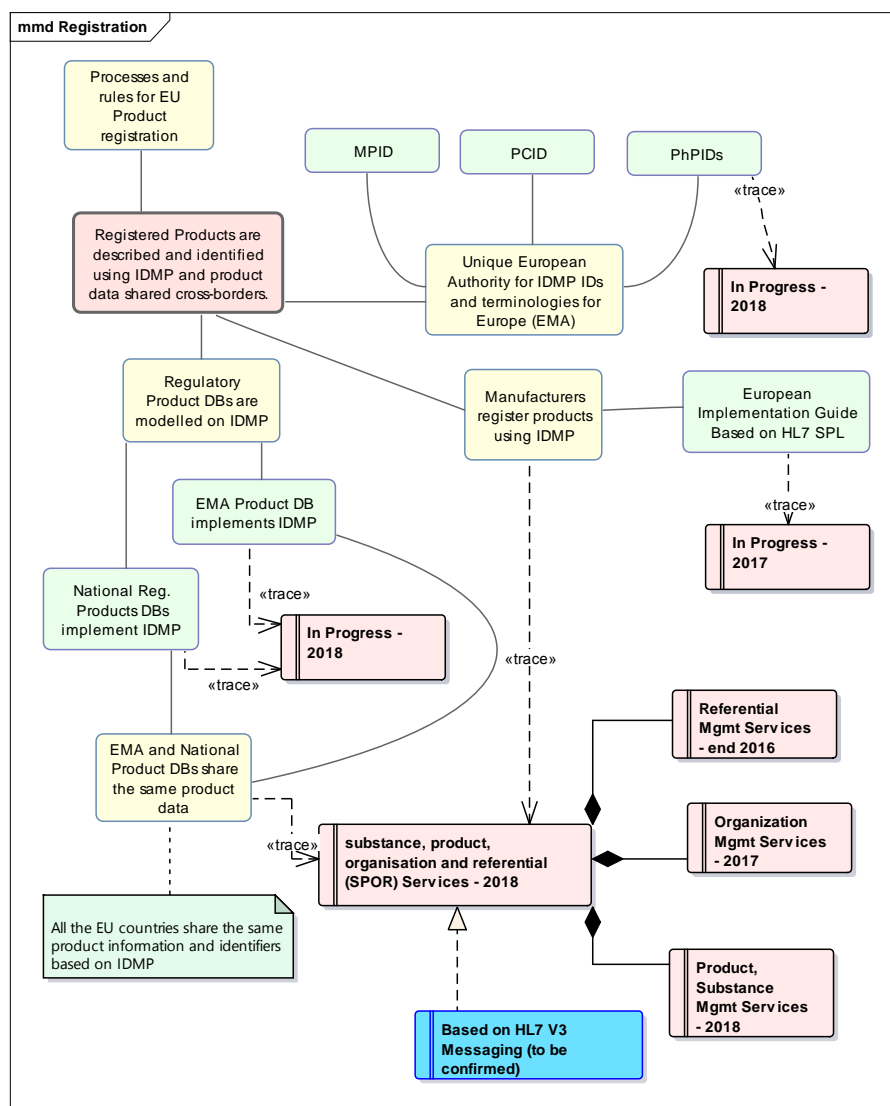 mmd Registration
Processes and
rules for EU
Product
registration
MPID
PCID
PhPIDs
«trace»
Registered Products are
described and identified
using IDMP and product
data shared cross-borders.
Unique European
Authority for IDMP IDs
and terminologies for
Europe (EMA)
In Progress -
2018
Regulatory
Product DBs are
modelled on IDMP
Manufacturers
register products
using IDMP
European
Implementation Guide
Based on HL7 SPL
«trace»
EMA Product DB
implements IDMP
In Progress -
2017
National Reg.
Products DBs
implement IDMP
«trace»
In Progress -
2018
«trace»
«trace»
Referential
Mgmt Services
- end 2016
EMA and National
Product DBs share
the same product
data
«trace»
substance, product,
organisation and referential
(SPOR) Services - 2018
Organization
Mgmt Services -
2017
All the EU countries share the same
product information and identifiers
based on IDMP
Product,
Substance
Mgmt Services
- 2018
Based on HL7 V3
Messaging (to be
confirmed)